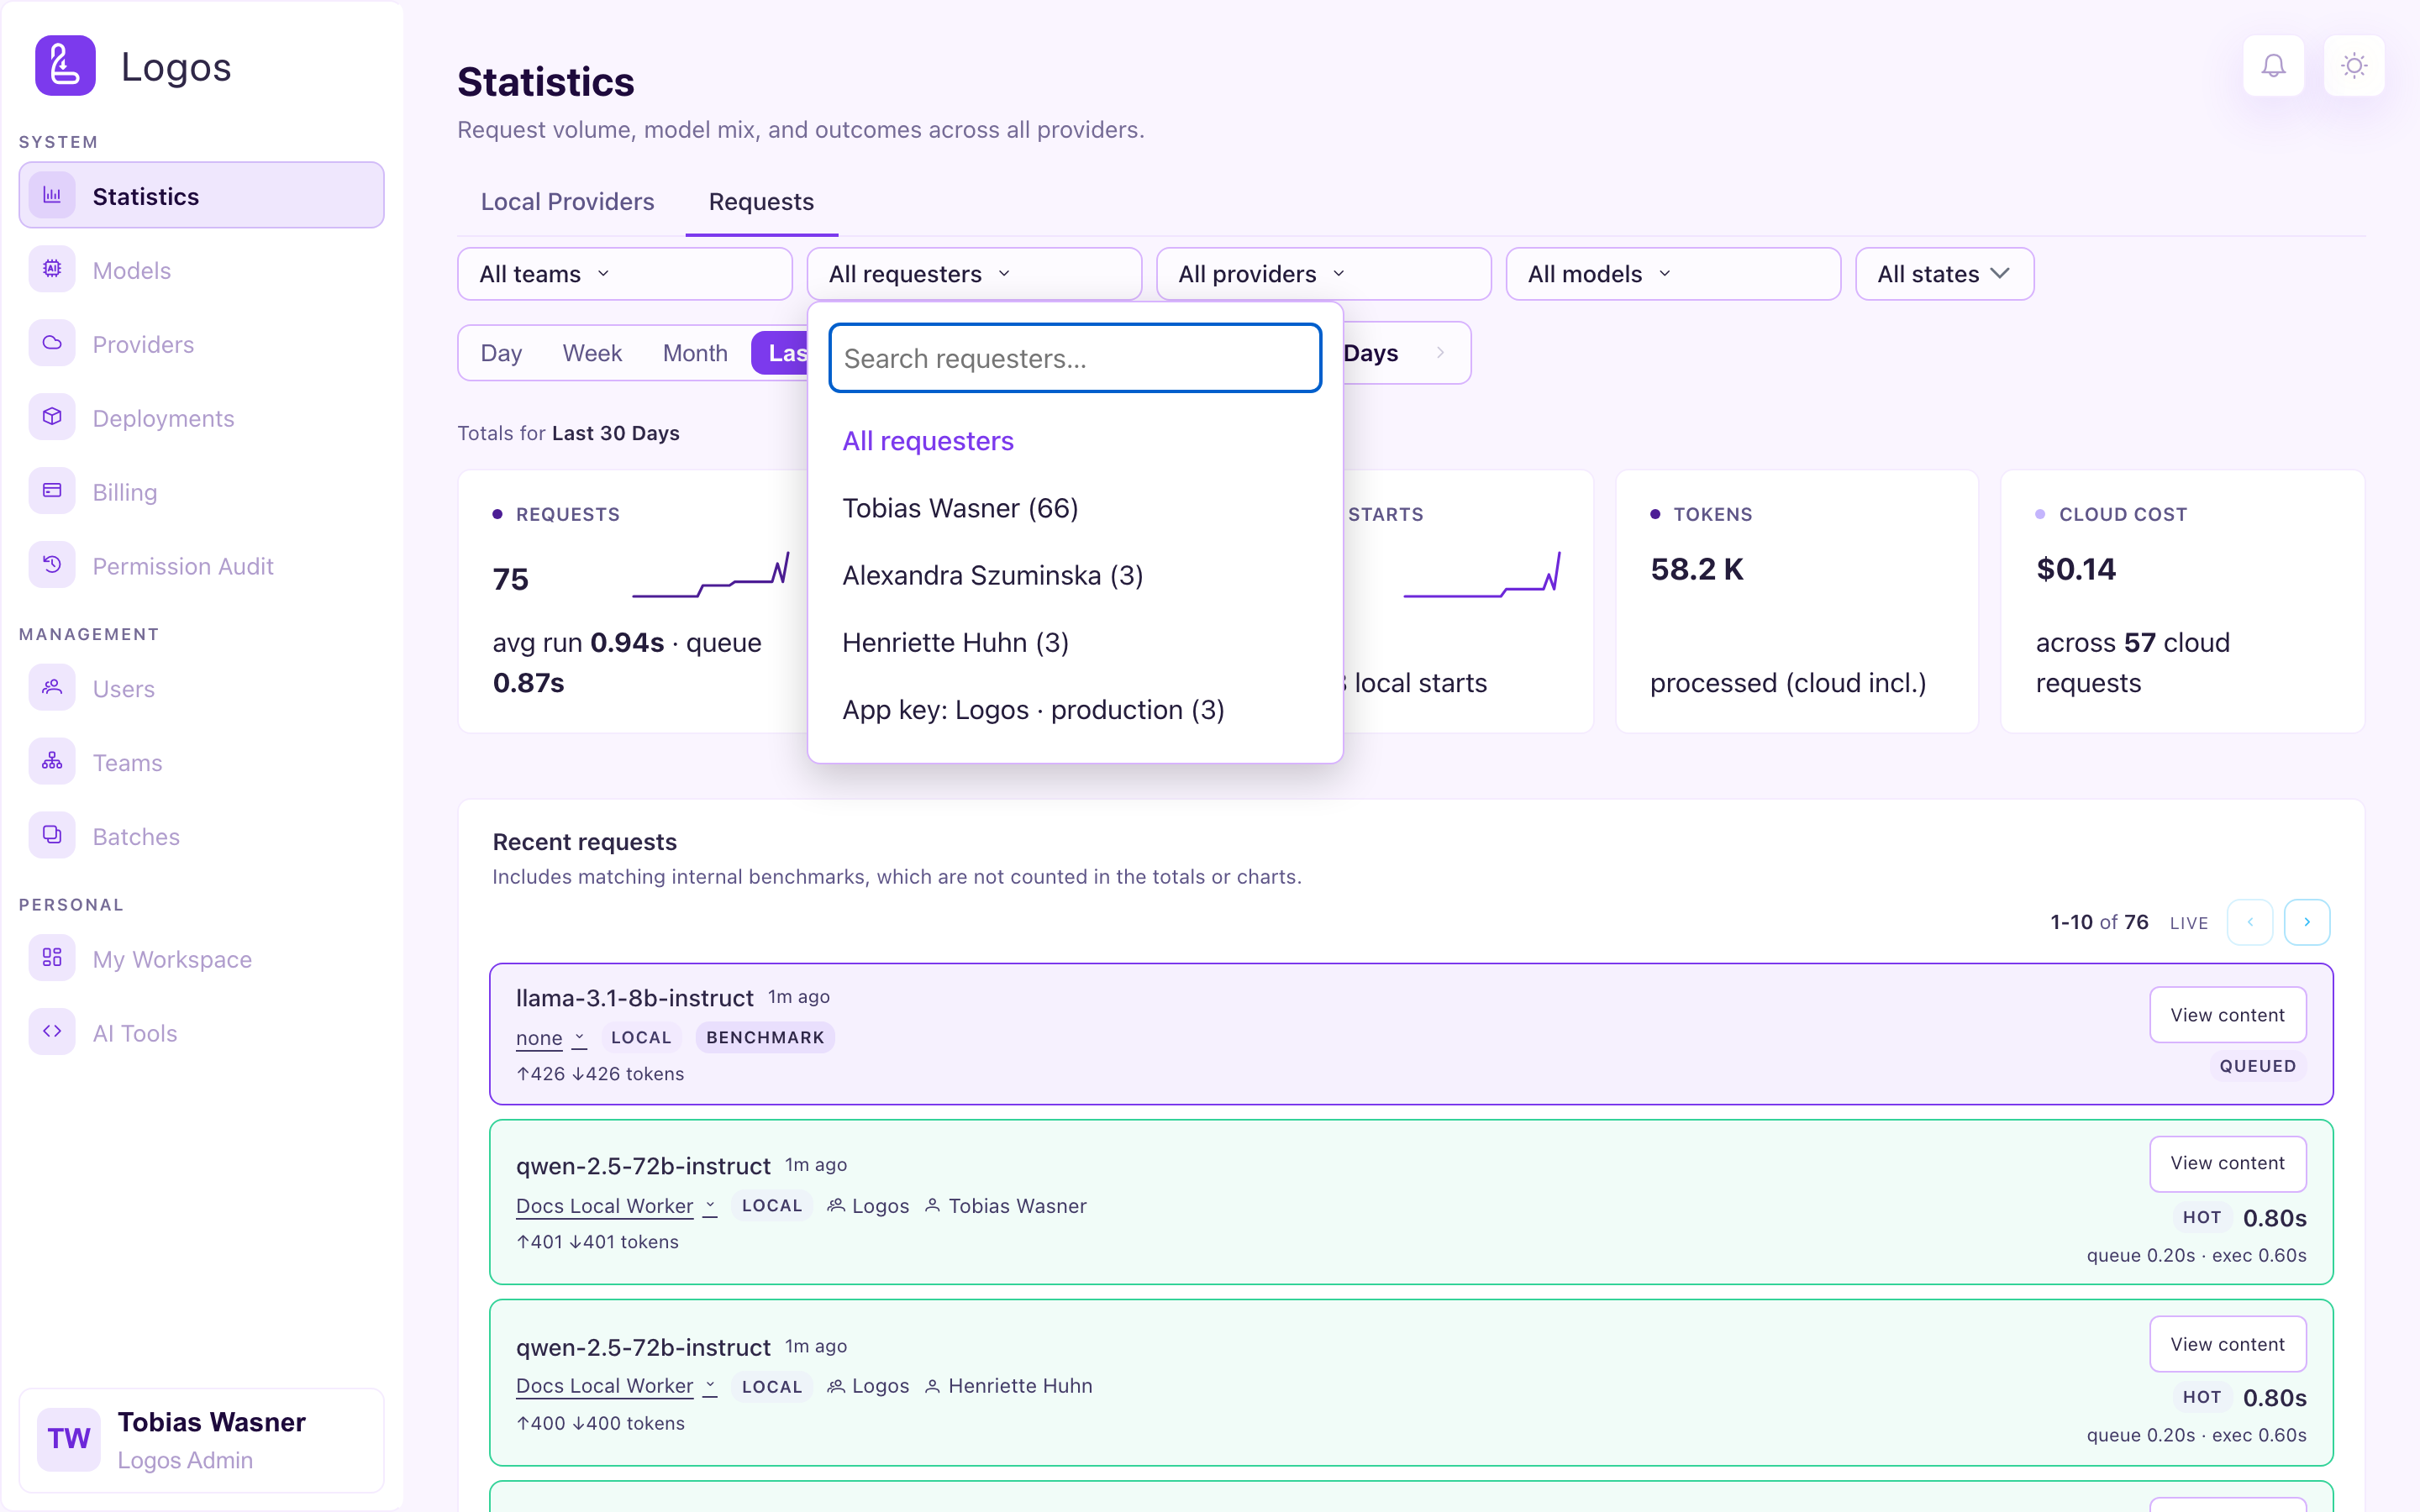 Logos
SYSTEM
Statistics
Models
Providers
Deployments
Billing
Permission Audit
MANAGEMENT
Users
Teams
Batches
PERSONAL
My Workspace
AI Tools
TW
Tobias Wasner
Logos Admin
Statistics
Request volume, model mix, and outcomes across all providers.
Local Providers
Requests
All teams
All requesters
All providers
All models
All states
Day
Week
Month
Las
Days
Search requesters...
All requesters
Tobias Wasner (66)
Alexandra Szuminska (3)
Henriette Huhn (3)
App key: Logos · production (3)
Totals for Last 30 Days
REQUESTS
75
avg run 0.94s · queue
0.87s
STARTS
local starts
TOKENS
58.2 K
processed (cloud incl.)
CLOUD COST
$0.14
across 57 cloud
requests
Recent requests
Includes matching internal benchmarks, which are not counted in the totals or charts.
1-10 of 76 LIVE
llama-3.1-8b-instruct 1m ago
none LOCAL BENCHMARK
↑426 ↓426 tokens
View content
QUEUED
qwen-2.5-72b-instruct 1m ago
Docs Local Worker LOCAL Logos Tobias Wasner
↑401 ↓401 tokens
View content
HOT 0.80s
queue 0.20s · exec 0.60s
qwen-2.5-72b-instruct 1m ago
Docs Local Worker LOCAL Logos Henriette Huhn
↑400 ↓400 tokens
View content
HOT 0.80s
queue 0.20s · exec 0.60s